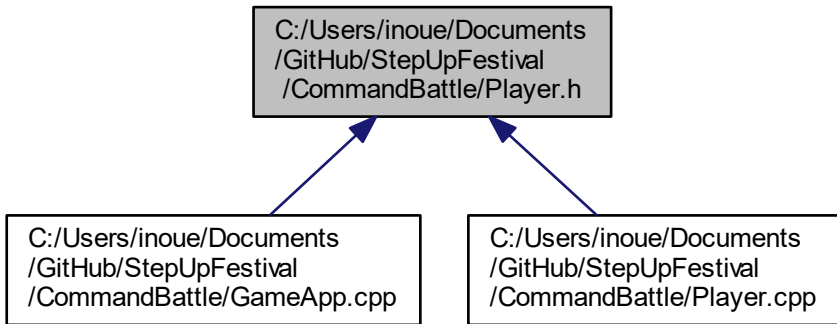 C:/Users/inoue/Documents
/GitHub/StepUpFestival
/CommandBattle/Player.h
C:/Users/inoue/Documents
/GitHub/StepUpFestival
/CommandBattle/GameApp.cpp
C:/Users/inoue/Documents
/GitHub/StepUpFestival
/CommandBattle/Player.cpp